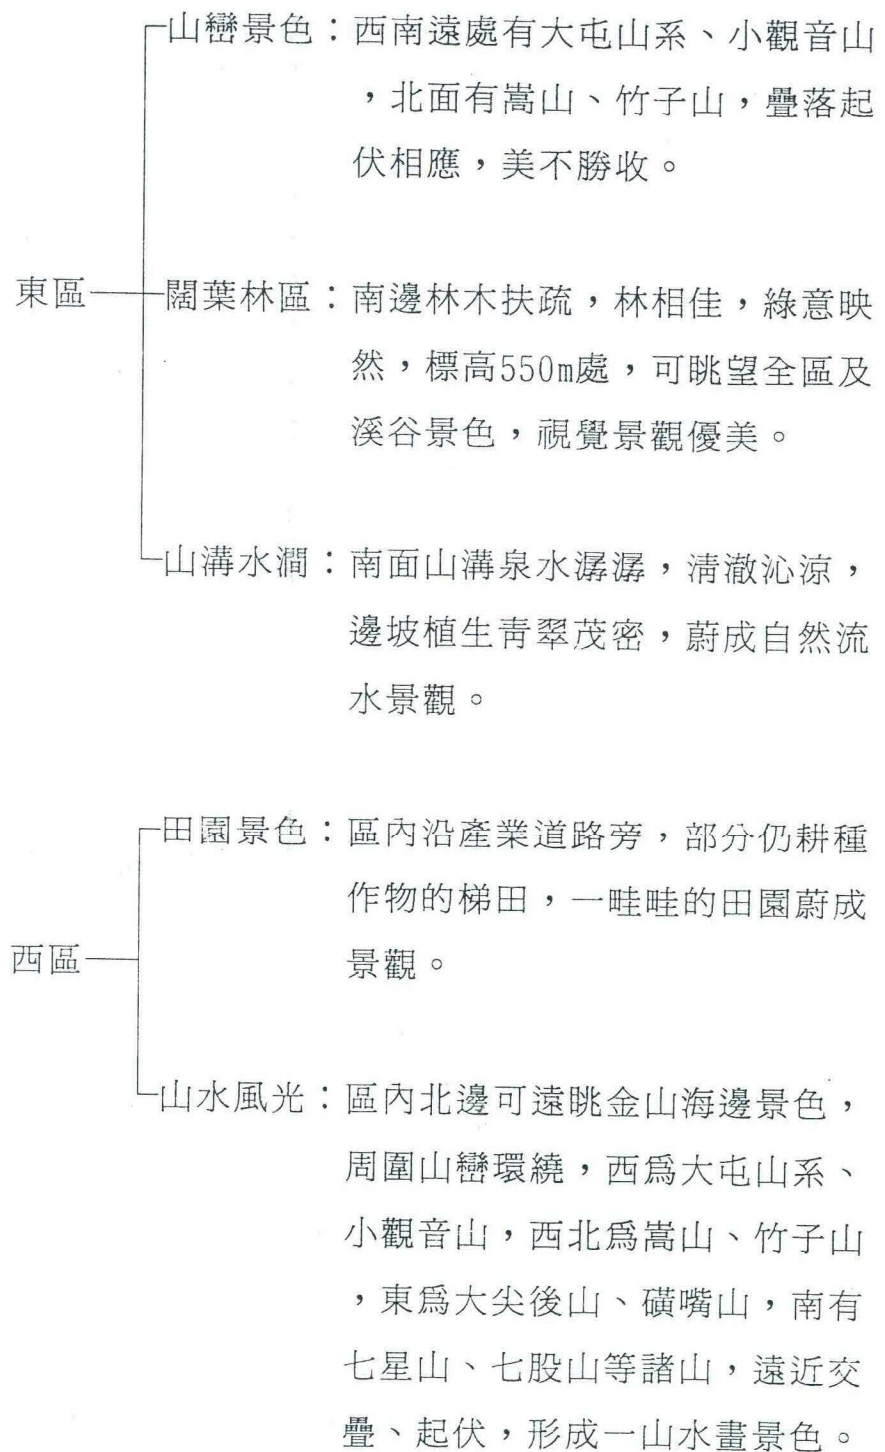 山巒景色：西南遠處有大屯山系、小觀音山
，北面有嵩山、竹子山，疊落起
伏相應，美不勝收。
東區
闊葉林區：南邊林木扶疏，林相佳，綠意映
然，標高550m處，可眺望全區及
溪谷景色，視覺景觀優美。
山溝水澗：南面山溝泉水潺潺，清澈沁涼，
邊坡植生青翠茂密，蔚成自然流
水景觀。
田園景色：區內沿產業道路旁，部分仍耕種
作物的梯田，一畦畦的田園蔚成
西區
景觀。
山水風光：區內北邊可遠眺金山海邊景色，
周圍山巒環繞，西爲大屯山系、
小觀音山，西北爲嵩山、竹子山
，東爲大尖後山、磺嘴山，南有
七星山、七股山等諸山，遠近交
疊、起伏，形成一山水畫景色。